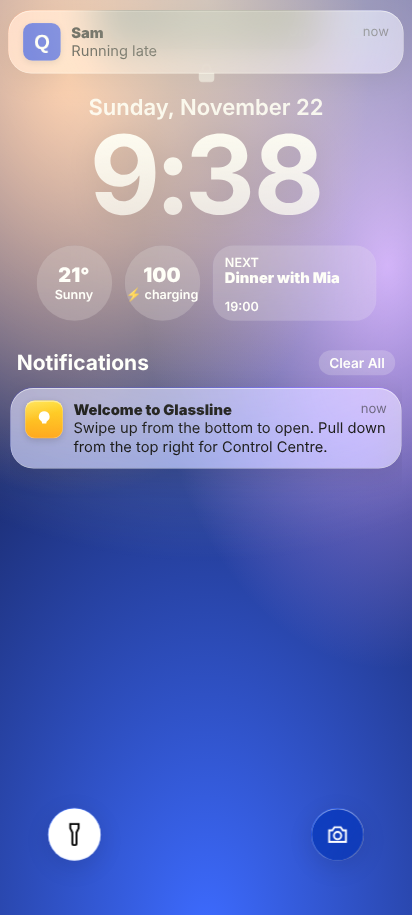 Q
Sam
now
Running late
Sunday, November 22
9:38
21°
Sunny
100
⚡ charging
NEXT
Dinner with Mia
19:00
Notifications
Clear All
Welcome to Glassline
now
Swipe up from the bottom to open. Pull down
from the top right for Control Centre.